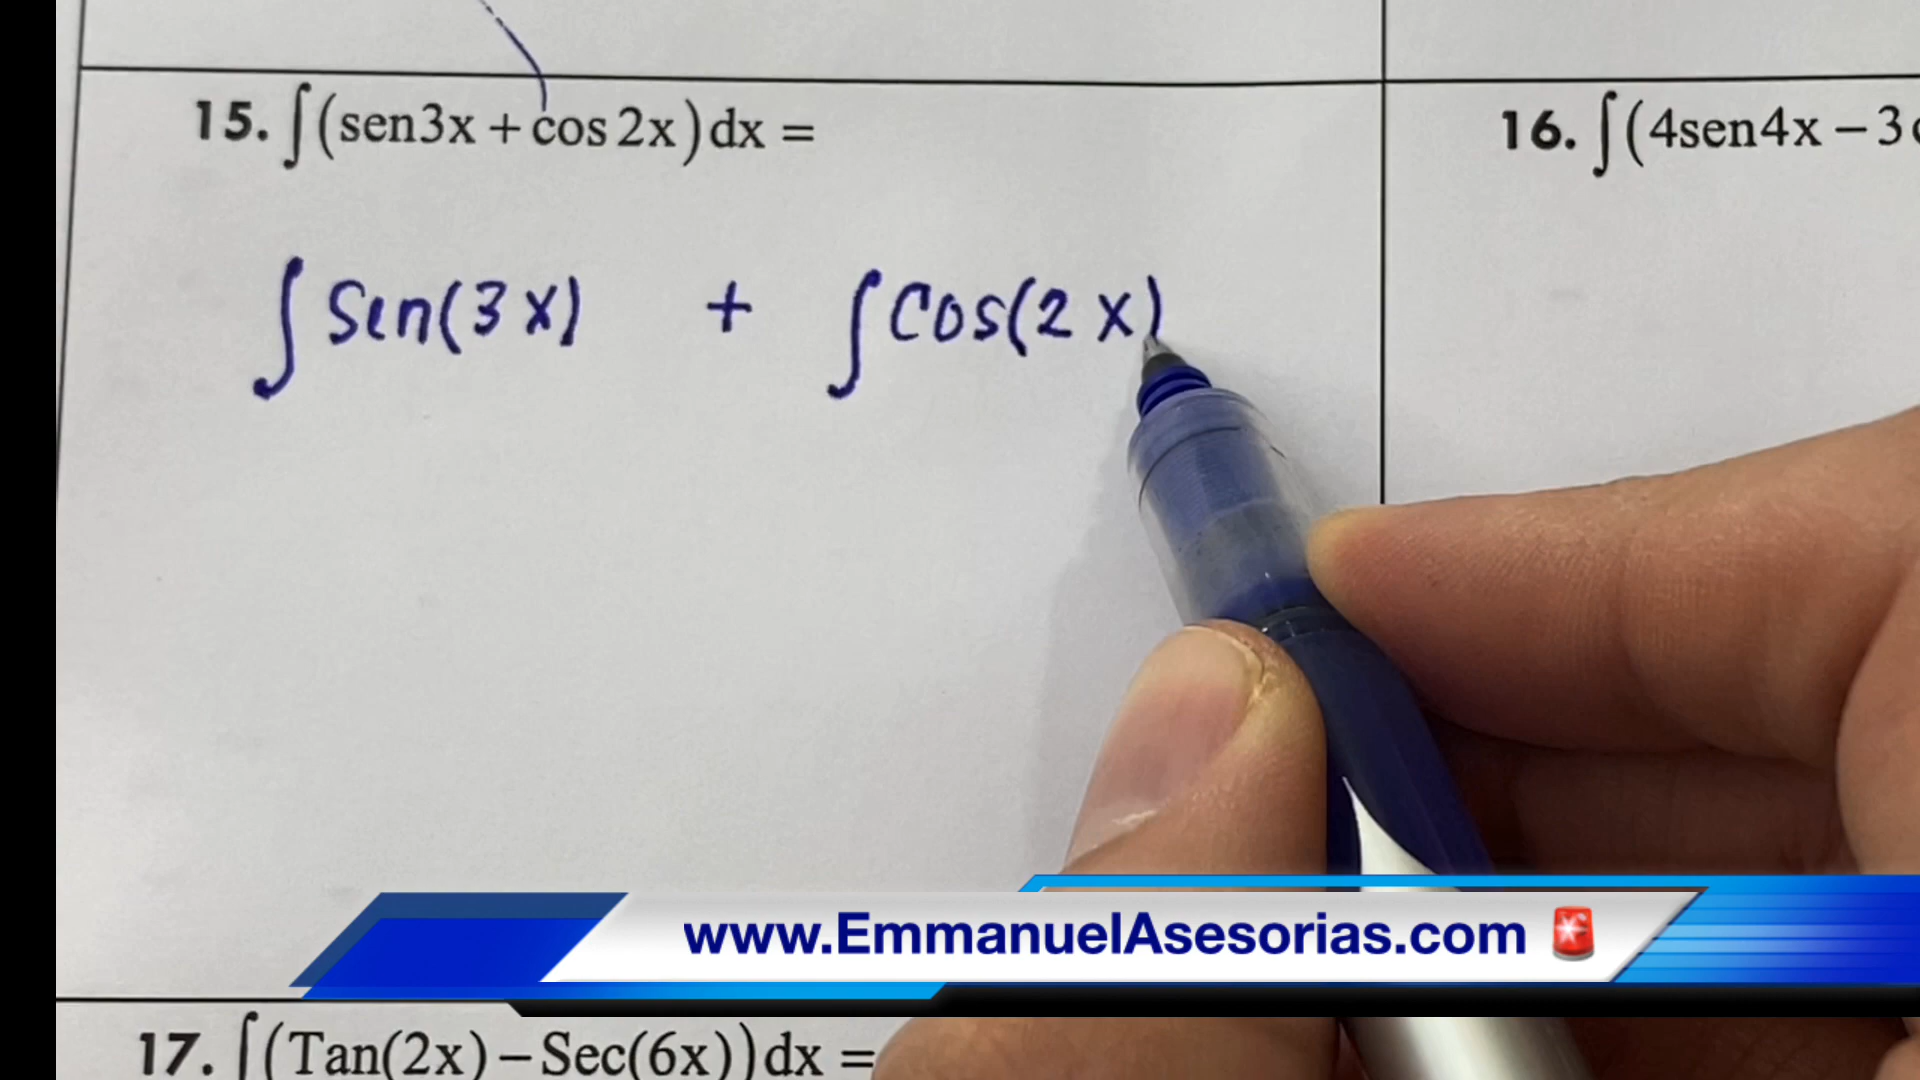 15. ∫(sen3x + cos 2x)dx =
16. ∫(4sen4x – 3
∫ Sen(3x) + ∫ Cos(2x)
www.EmmanuelAsesorias.com
17. ∫(Tan(2x) – Sec(6x))dx =